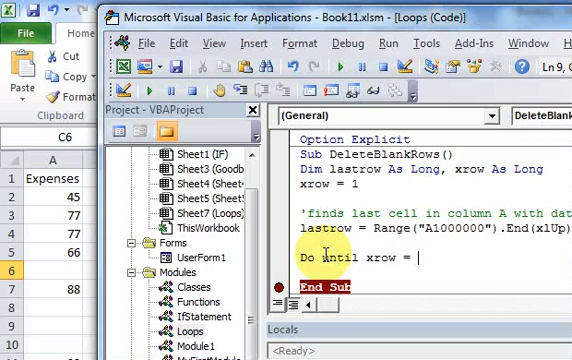 Microsoft Visual Basic for Applications - Book11.xlsm - [Loops (Code)]
File Home
File Edit View Insert Format Debug Run Tools Add-Ins Window
Cut
Copy
Paste
Format
Clipboard
C6
Ln 9,
Project - VBAProject
(General)
DeleteBlank
A
1 Expenses
2 45
3 77
4 77
5 66
6
7 88
8
9
10
11
Sheet1 (IF)
Sheet3 (Goodb
Sheet4 (Sheet
Sheet5 (Sheet
Sheet7 (Loops)
ThisWorkbook
Forms
UserForm1
Modules
Classes
Functions
IfStatement
Loops
Module1
MyFirstModul
Option Explicit
Sub DeleteBlankRows()
Dim lastrow As Long, xrow As Long
xrow = 1
'finds last cell in column A with dat
lastrow = Range("A1000000").End(xlUp)
Do until xrow =
End Sub
Locals
<Ready>